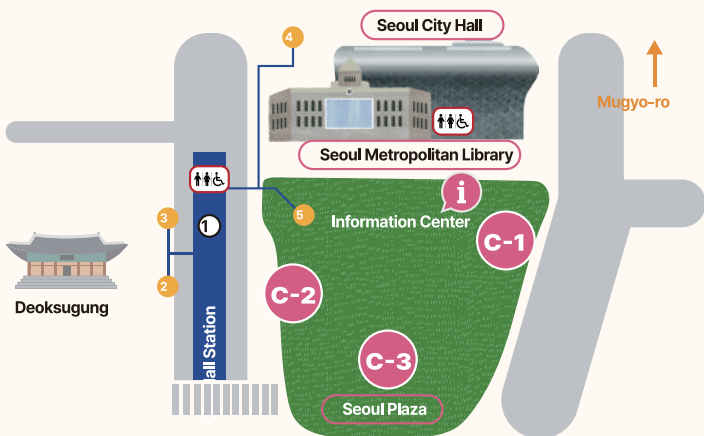 Seoul City Hall
4
Mugyo-ro
Seoul Metropolitan Library
i
5
Information Center
3
1
C-1
2
C-2
Deoksugung
C-3
Station
Seoul Plaza